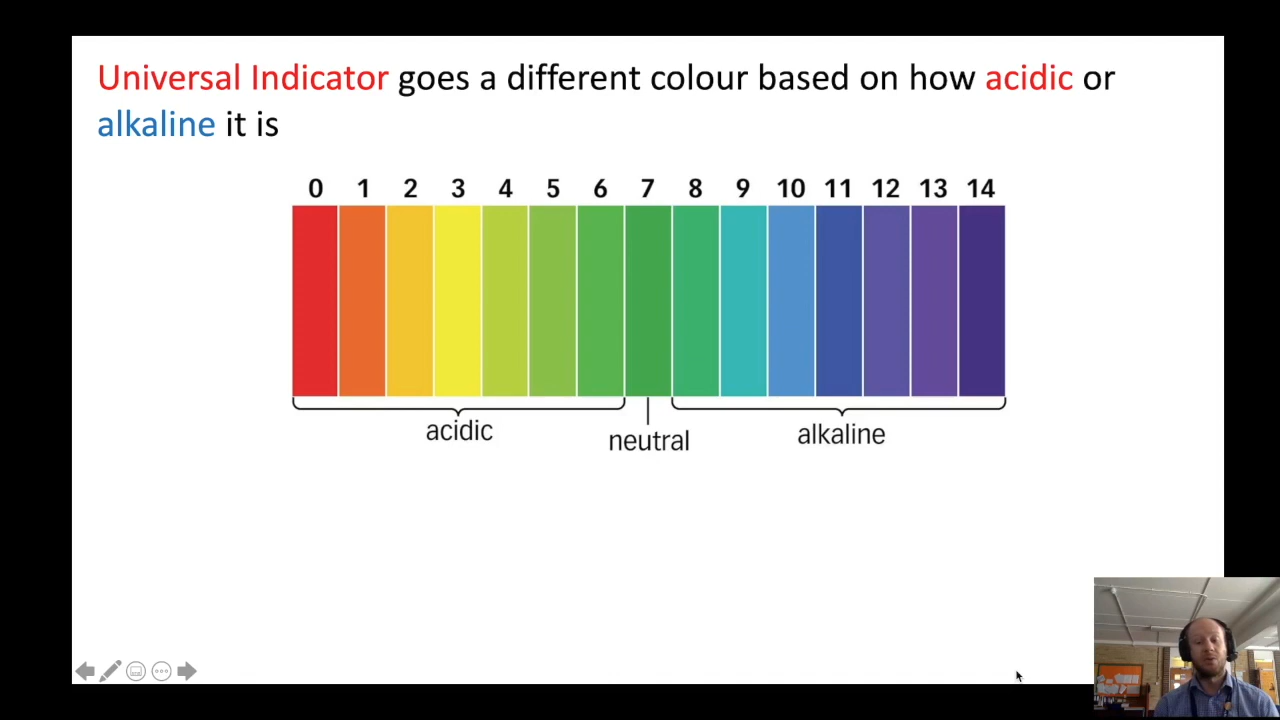 Universal Indicator goes a different colour based on how acidic or
alkaline it is
0 1 2 3 4 5 6 7 8 9 10 11 12 13 14
acidic
neutral
alkaline